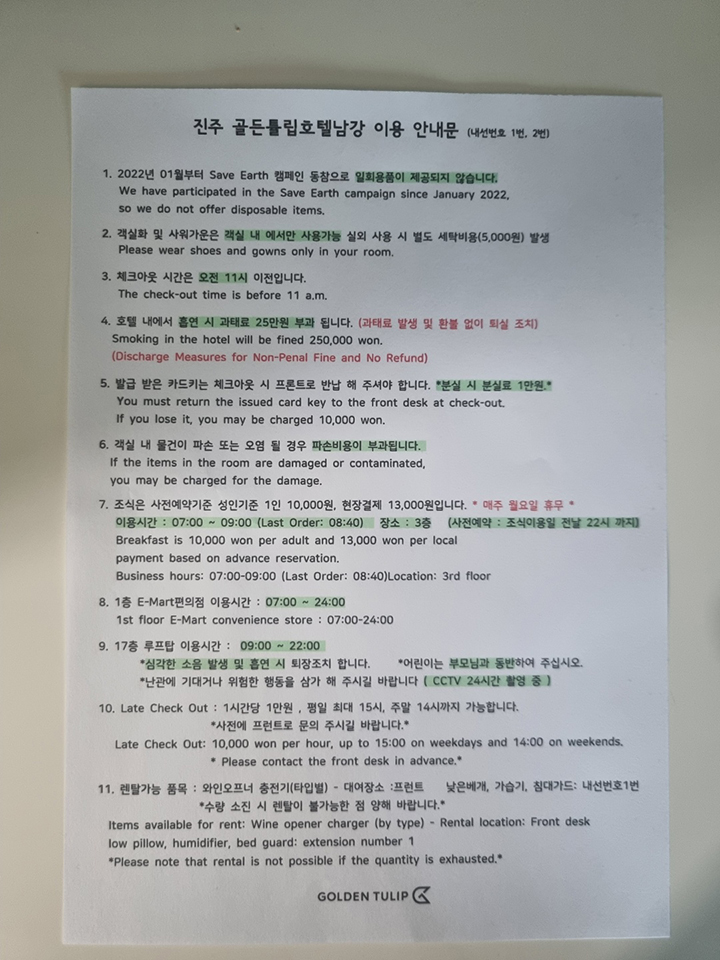 진주 골든튤립호텔남강 이용 안내문 (내선번호 1번, 2번)
1. 2022년 01월부터 Save Earth 캠페인 동참으로 일회용품이 제공되지 않습니다.
We have participated in the Save Earth campaign since January 2022,
so we do not offer disposable items.
2. 객실화 및 샤워가운은 객실 내 에서만 사용가능 실외 사용 시 별도 세탁비용(5,000원) 발생
Please wear shoes and gowns only in your room.
3. 체크아웃 시간은 오전 11시 이전입니다.
The check-out time is before 11 a.m.
4. 호텔 내에서 흡연 시 과태료 25만원 부과 됩니다. (과태료 발생 및 환불 없이 퇴실 조치)
Smoking in the hotel will be fined 250,000 won.
(Discharge Measures for Non-Penal Fine and No Refund)
5. 발급 받은 카드키는 체크아웃 시 프론트로 반납 해 주셔야 합니다. *분실 시 분실료 1만원.*
You must return the issued card key to the front desk at check-out.
If you lose it, you may be charged 10,000 won.
6. 객실 내 물건이 파손 또는 오염 될 경우 파손비용이 부과됩니다.
If the items in the room are damaged or contaminated,
you may be charged for the damage.
7. 조식은 사전예약기준 성인기준 1인 10,000원, 현장결제 13,000원입니다. * 매주 월요일 휴무 *
이용시간 : 07:00 ~ 09:00 (Last Order: 08:40) 장소 : 3층 (사전예약 : 조식이용일 전날 22시 까지)
Breakfast is 10,000 won per adult and 13,000 won per local
payment based on advance reservation.
Business hours: 07:00-09:00 (Last Order: 08:40)Location: 3rd floor
8. 1층 E-Mart편의점 이용시간 : 07:00 ~ 24:00
1st floor E-Mart convenience store : 07:00-24:00
9. 17층 루프탑 이용시간 : 09:00 ~ 22:00
*심각한 소음 발생 및 흡연 시 퇴장조치 합니다. *어린이는 부모님과 동반하여 주십시오.
*난관에 기대거나 위험한 행동을 삼가 해 주시길 바랍니다 ( CCTV 24시간 촬영 중 )
10. Late Check Out : 1시간당 1만원 , 평일 최대 15시, 주말 14시까지 가능합니다.
*사전에 프런트로 문의 주시길 바랍니다.*
Late Check Out: 10,000 won per hour, up to 15:00 on weekdays and 14:00 on weekends.
* Please contact the front desk in advance.*
11. 렌탈가능 품목 : 와인오프너 충전기(타입별) - 대여장소 :프런트 낮은베개, 가습기, 침대가드: 내선번호1번
*수량 소진 시 렌탈이 불가능한 점 양해 바랍니다.*
Items available for rent: Wine opener charger (by type) - Rental location: Front desk
low pillow, humidifier, bed guard: extension number 1
*Please note that rental is not possible if the quantity is exhausted.*
GOLDEN TULIP